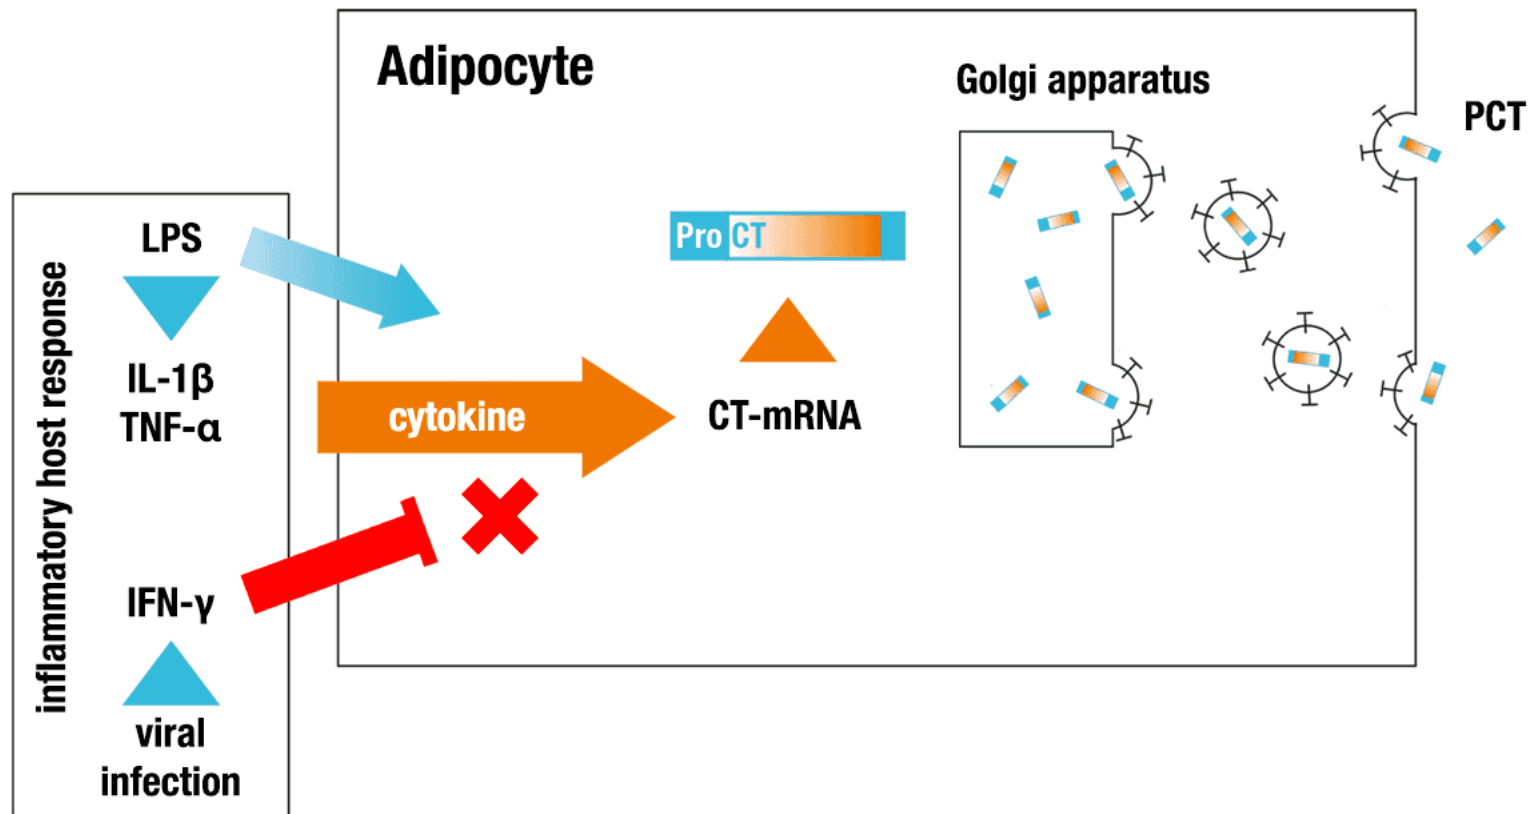 Adipocyte
Golgi apparatus
PCT
inflammatory host response
LPS
IL-1β
TNF-α
IFN-γ
viral
infection
cytokine
Pro CT
CT-mRNA